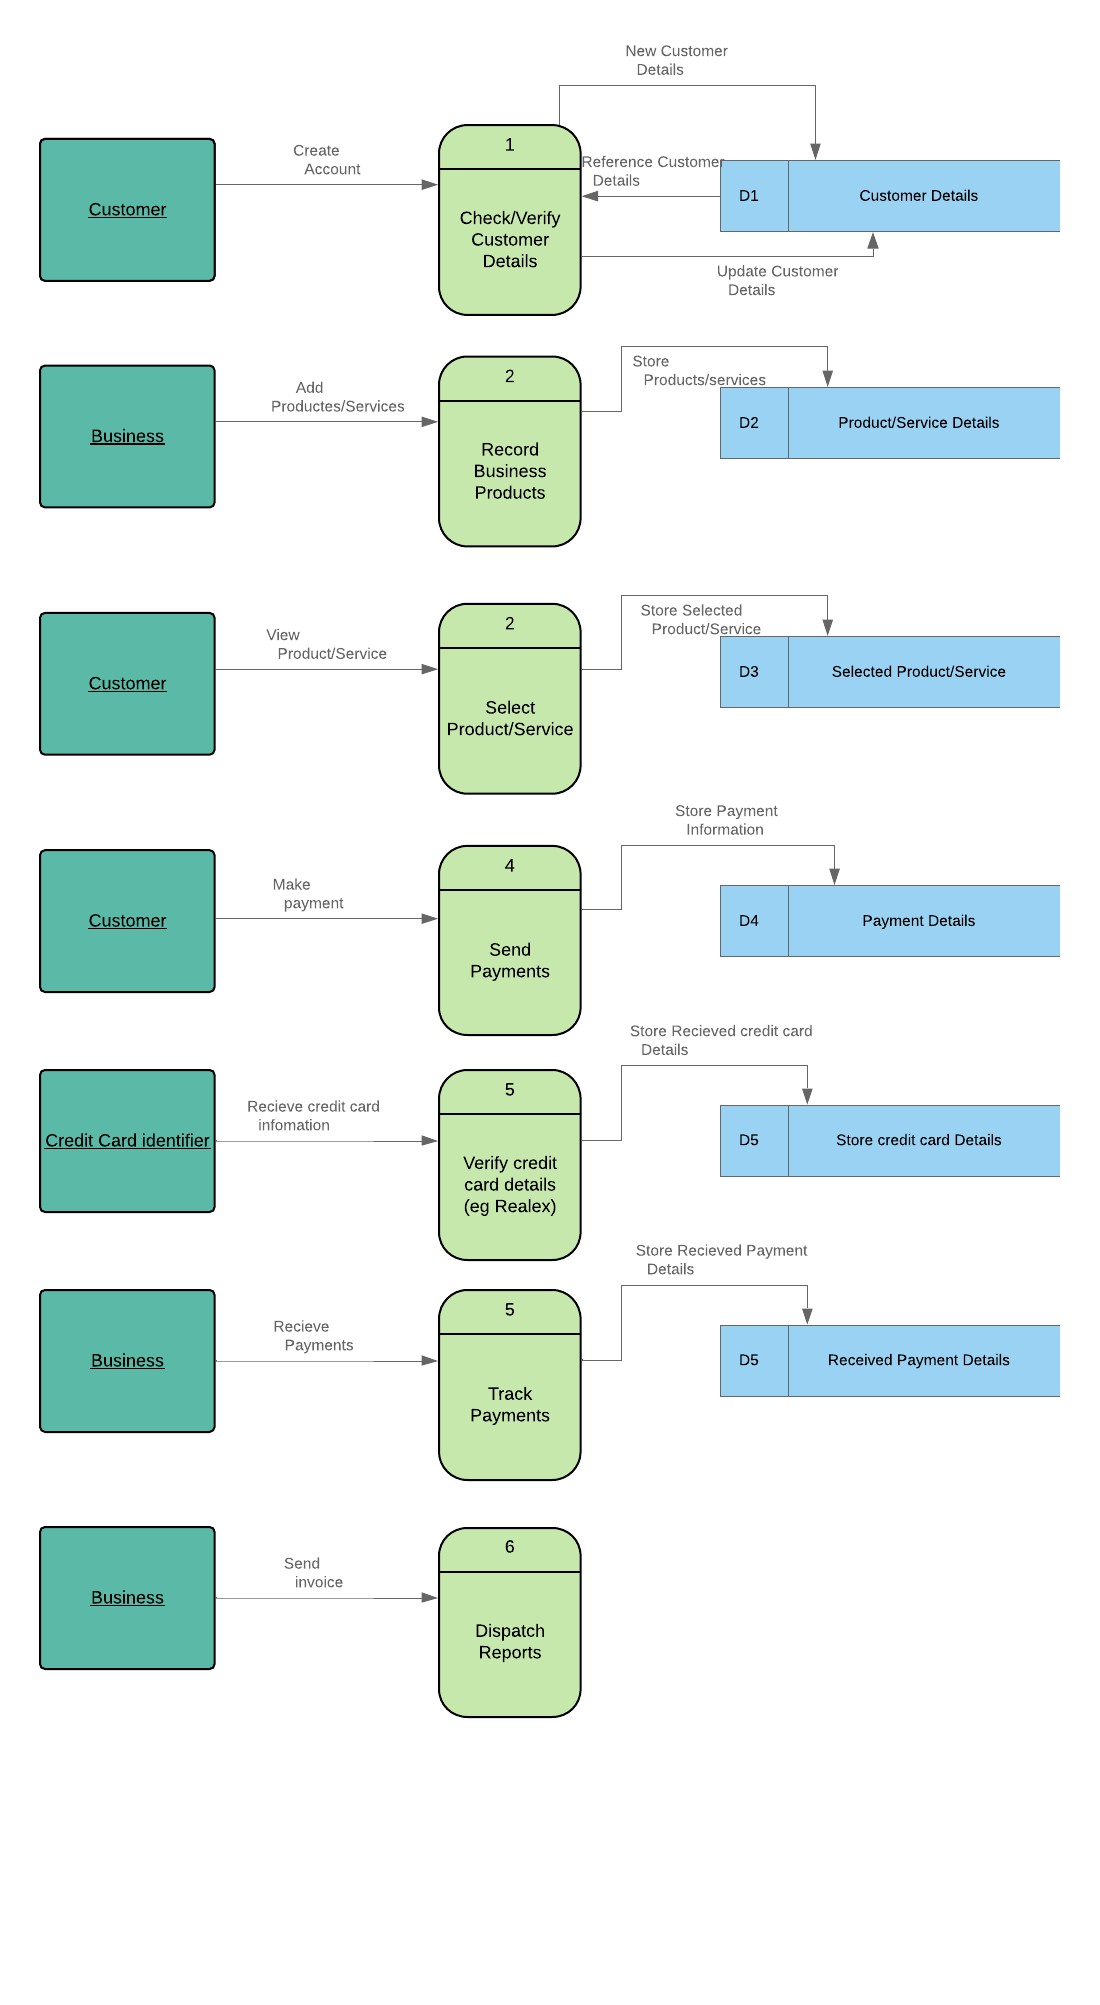 New Customer
Details
1
Create
Account
Reference Customer
Details
Customer
Check/Verify
Customer
Details
D1
Customer Details
Update Customer
Details
2
Add
Productes/Services
Store
Products/services
Business
Record
Business
Products
D2
Product/Service Details
2
View
Product/Service
Store Selected
Product/Service
Customer
Select
Product/Service
D3
Selected Product/Service
Store Payment
Information
4
Make
payment
Customer
Send
Payments
D4
Payment Details
Store Recieved credit card
Details
5
Recieve credit card
infomation
Credit Card identifier
Verify credit
card details
(eg Realex)
D5
Store credit card Details
Store Recieved Payment
Details
5
Recieve
Payments
Business
Track
Payments
D5
Received Payment Details
6
Send
invoice
Business
Dispatch
Reports